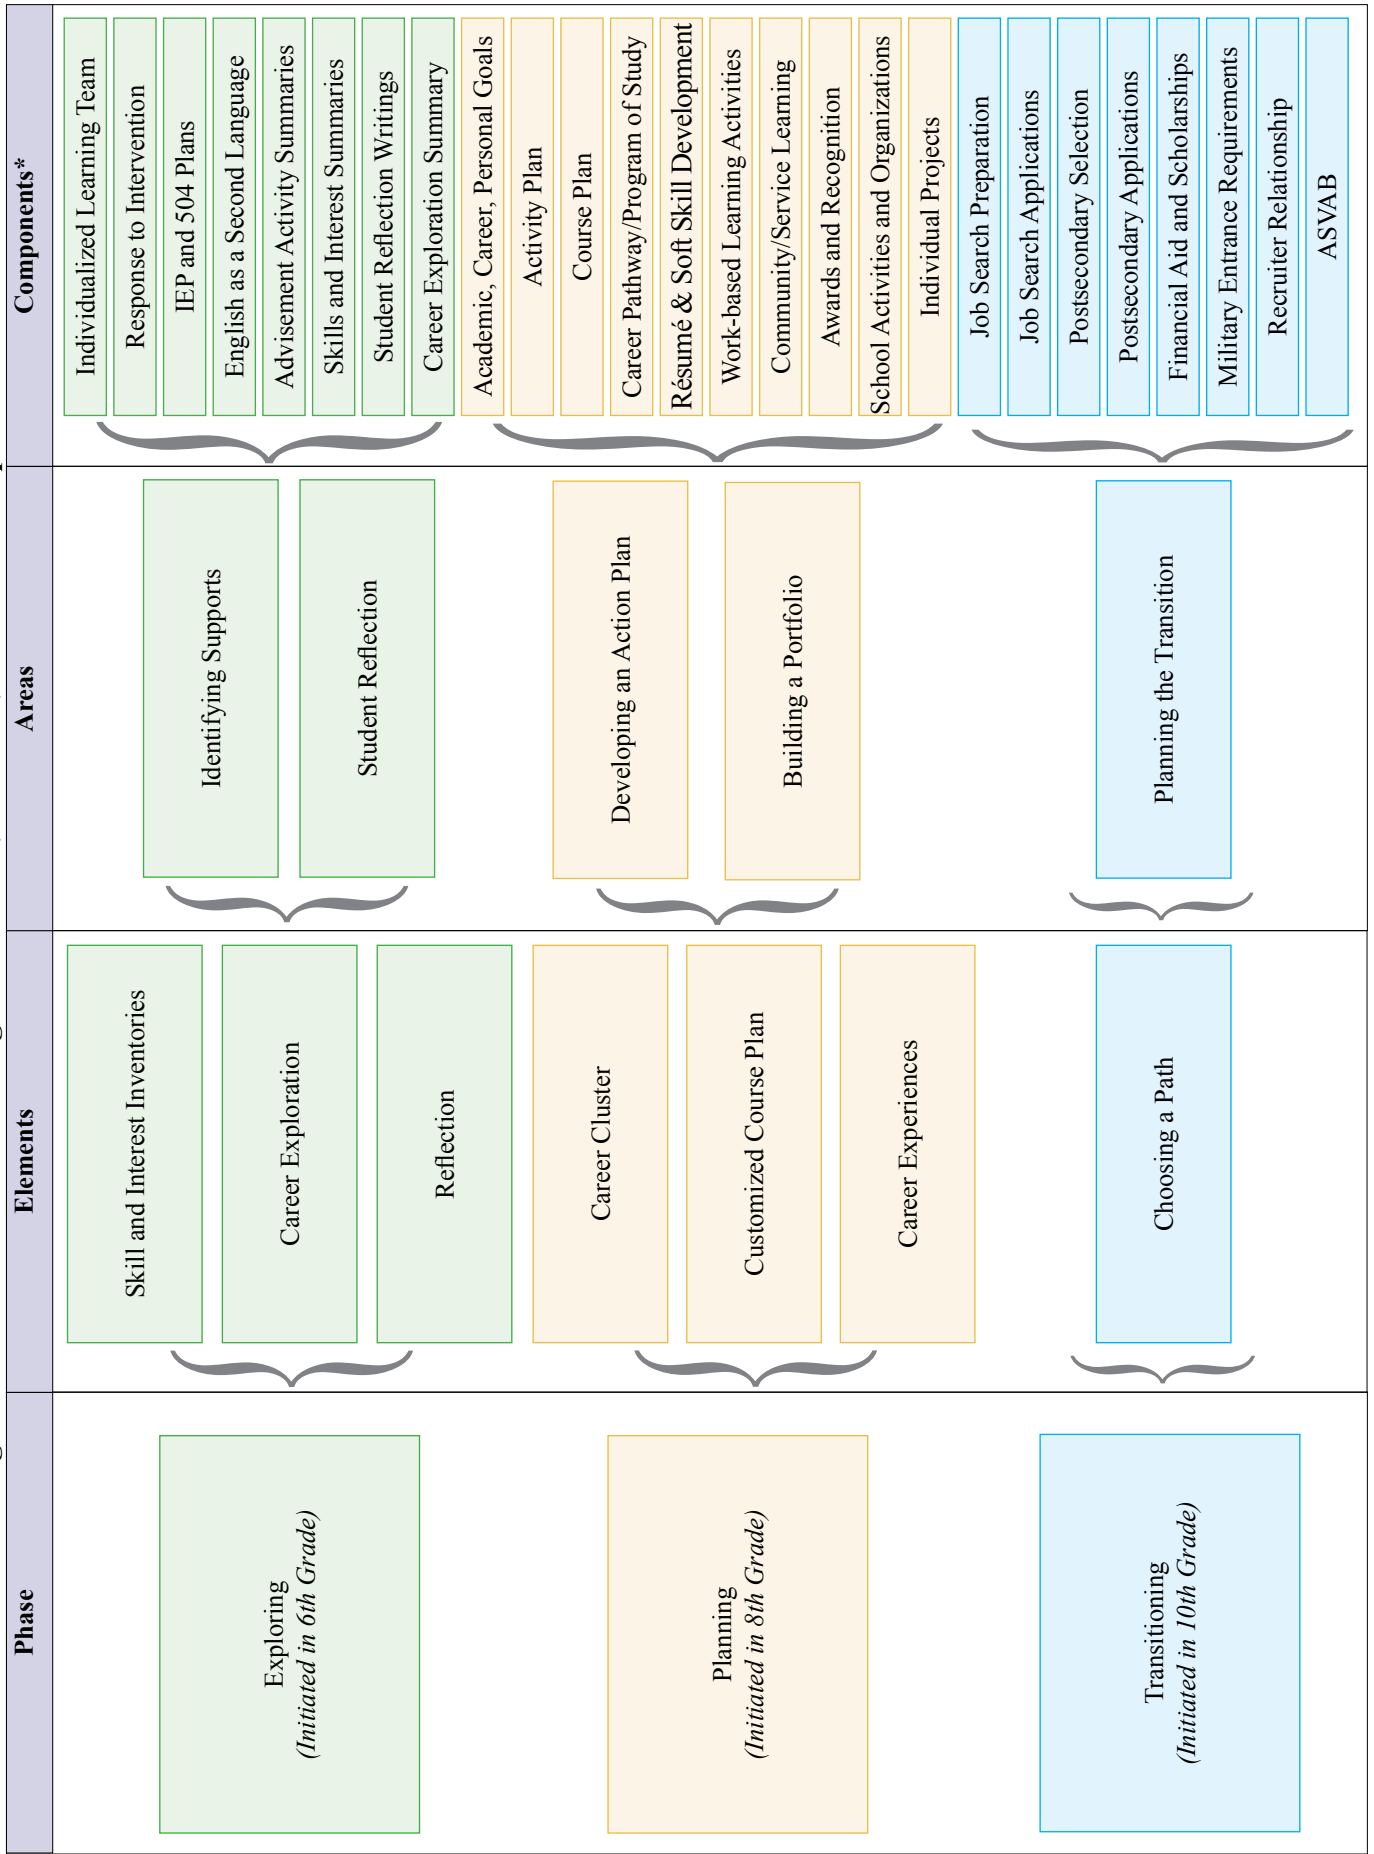 Phase
Elements
Areas
Components*
Exploring
(Initiated in 6th Grade)
Skill and Interest Inventories
Career Exploration
Reflection
Identifying Supports
Student Reflection
Individualized Learning Team
Response to Intervention
IEP and 504 Plans
English as a Second Language
Advisement Activity Summaries
Skills and Interest Summaries
Student Reflection Writings
Career Exploration Summary
Planning
(Initiated in 8th Grade)
Career Cluster
Customized Course Plan
Career Experiences
Developing an Action Plan
Building a Portfolio
Academic, Career, Personal Goals
Activity Plan
Course Plan
Career Pathway/Program of Study
Résumé & Soft Skill Development
Work-based Learning Activities
Community/Service Learning
Awards and Recognition
School Activities and Organizations
Individual Projects
Transitioning
(Initiated in 10th Grade)
Choosing a Path
Planning the Transition
Job Search Preparation
Job Search Applications
Postsecondary Selection
Postsecondary Applications
Financial Aid and Scholarships
Military Entrance Requirements
Recruiter Relationship
ASVAB